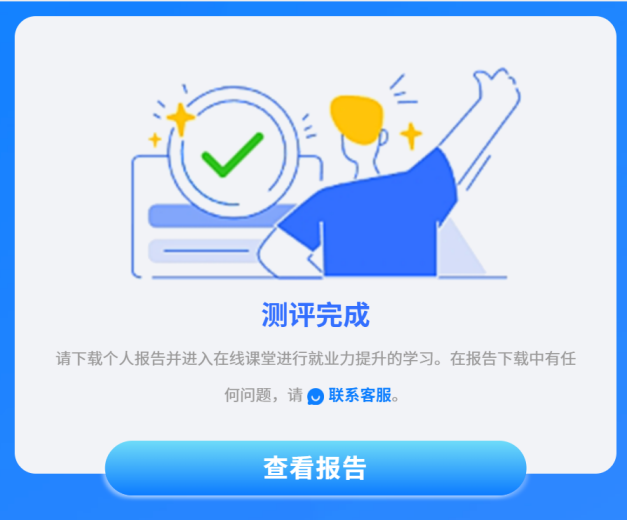 测评完成
请下载个人报告并进入在线课堂进行就业力提升的学习。在报告下载中有任
何问题，请 联系客服。
查看报告